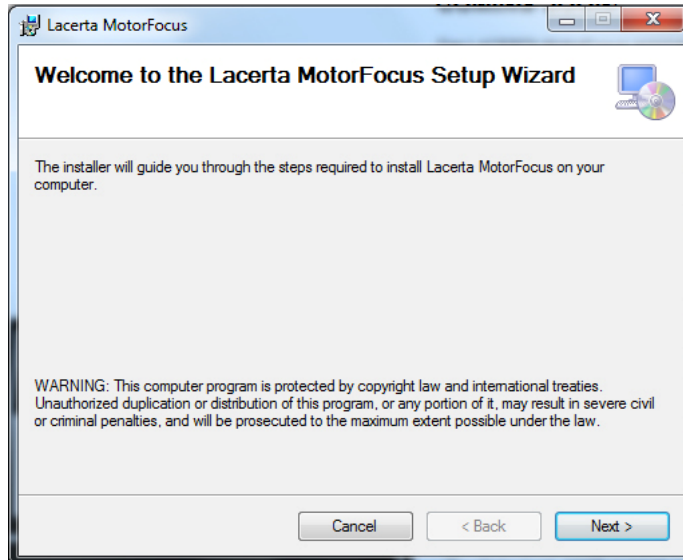 Lacerta MotorFocus
Welcome to the Lacerta MotorFocus Setup Wizard
The installer will guide you through the steps required to install Lacerta MotorFocus on your
computer.
WARNING: This computer program is protected by copyright law and international treaties.
Unauthorized duplication or distribution of this program, or any portion of it, may result in severe civil
or criminal penalties, and will be prosecuted to the maximum extent possible under the law.
Cancel
< Back
Next >